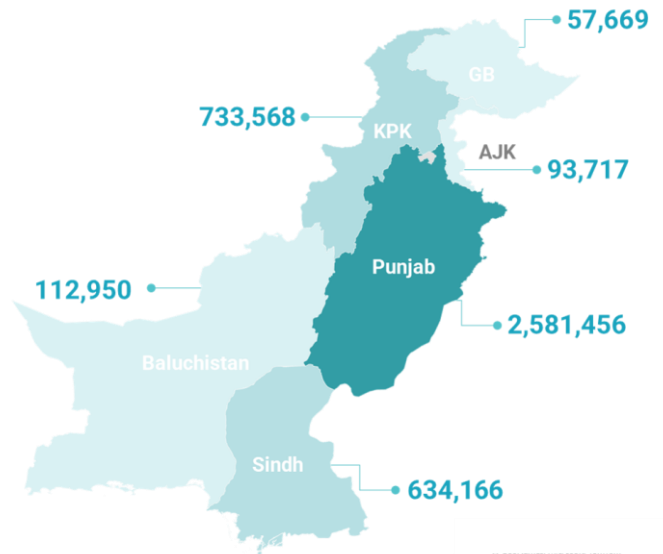 57,669
GB
733,568
KPK
AJK
93,717
Punjab
112,950
2,581,456
Baluchistan
Sindh
634,166